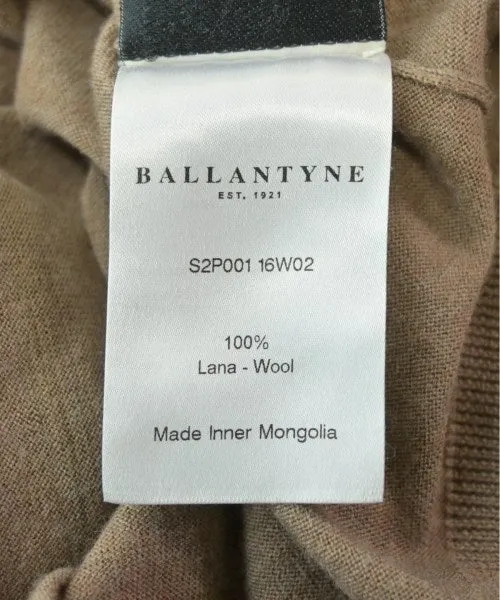 BALLANTYNE
EST. 1921
S2P001 16W02
100%
Lana - Wool
Made Inner Mongolia